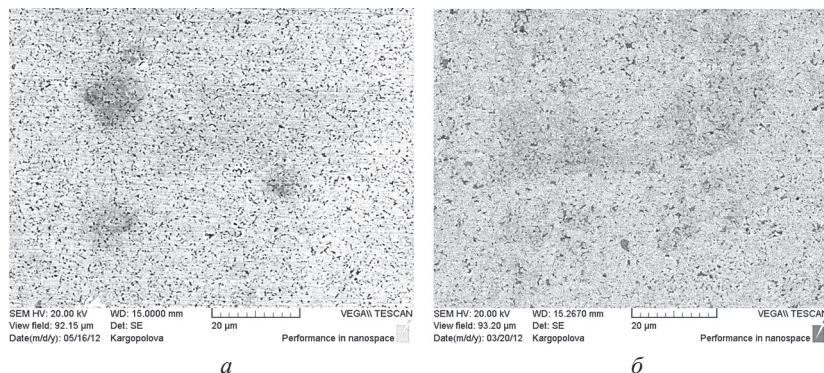 SEM HV: 20.00 kV WD: 15.0000 mm VEGA\\ TESCAN
View field: 92.15 µm Det: SE 20 µm
Date(m/d/y): 05/16/12 Kargopolova Performance in nanospace
а
SEM HV: 20.00 kV WD: 15.2670 mm VEGA\\ TESCAN
View field: 93.20 µm Det: SE 20 µm
Date(m/d/y): 03/20/12 Kargopolova Performance in nanospace
б